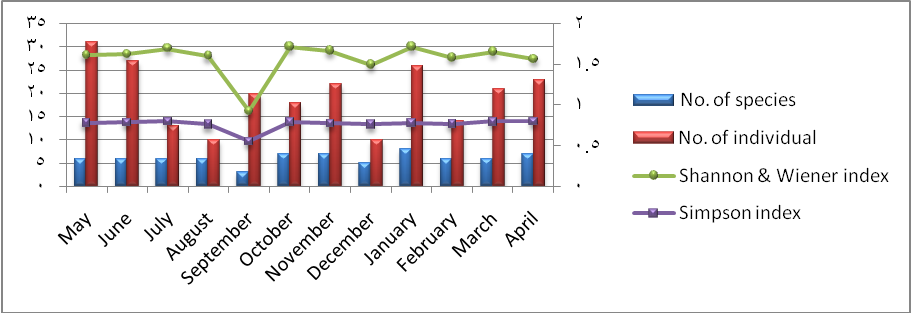 ٣٥
٣٠
٢٥
٢٠
١٥
١٠
٥
٠
٢
١.٥
١
٠.٥
٠
No. of species
No. of individual
Shannon & Wiener index
Simpson index
May
June
July
August
September
October
November
December
January
February
March
April